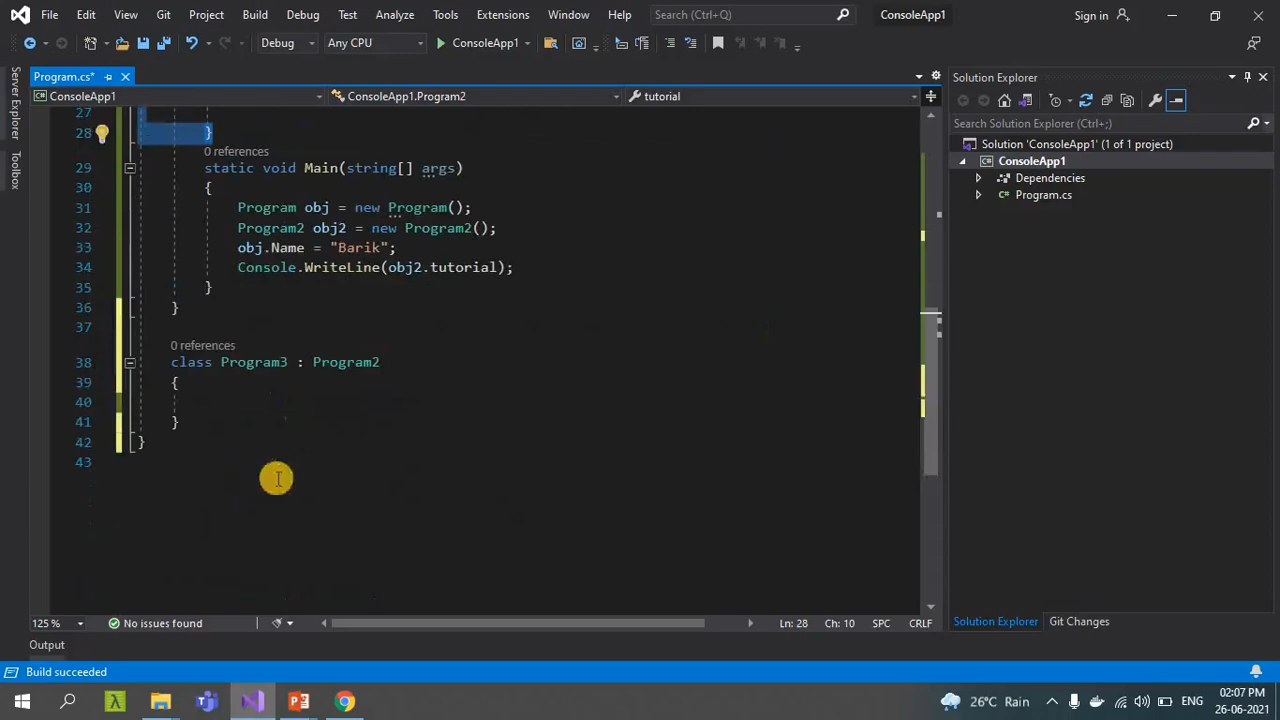 File Edit View Git Project Build Debug Test Analyze Tools Extensions Window Help Search (Ctrl+Q) ConsoleApp1 Sign in
Debug Any CPU ConsoleApp1
Server Explorer
Toolbox
Program.cs*
ConsoleApp1 ConsoleApp1.Program2 tutorial
27
28 }
0 references
29 static void Main(string[] args)
30 {
31 Program obj = new Program();
32 Program2 obj2 = new Program2();
33 obj.Name = "Barik";
34 Console.WriteLine(obj2.tutorial);
35 }
36 }
37
0 references
38 class Program3 : Program2
39 {
40
41 }
42 }
43
125 % No issues found Ln: 28 Ch: 10 SPC CRLF
Solution Explorer
Search Solution Explorer (Ctrl+;)
Solution 'ConsoleApp1' (1 of 1 project)
ConsoleApp1
Dependencies
Program.cs
Solution Explorer Git Changes
Output
Build succeeded
26°C Rain ENG 02:07 PM
26-06-2021